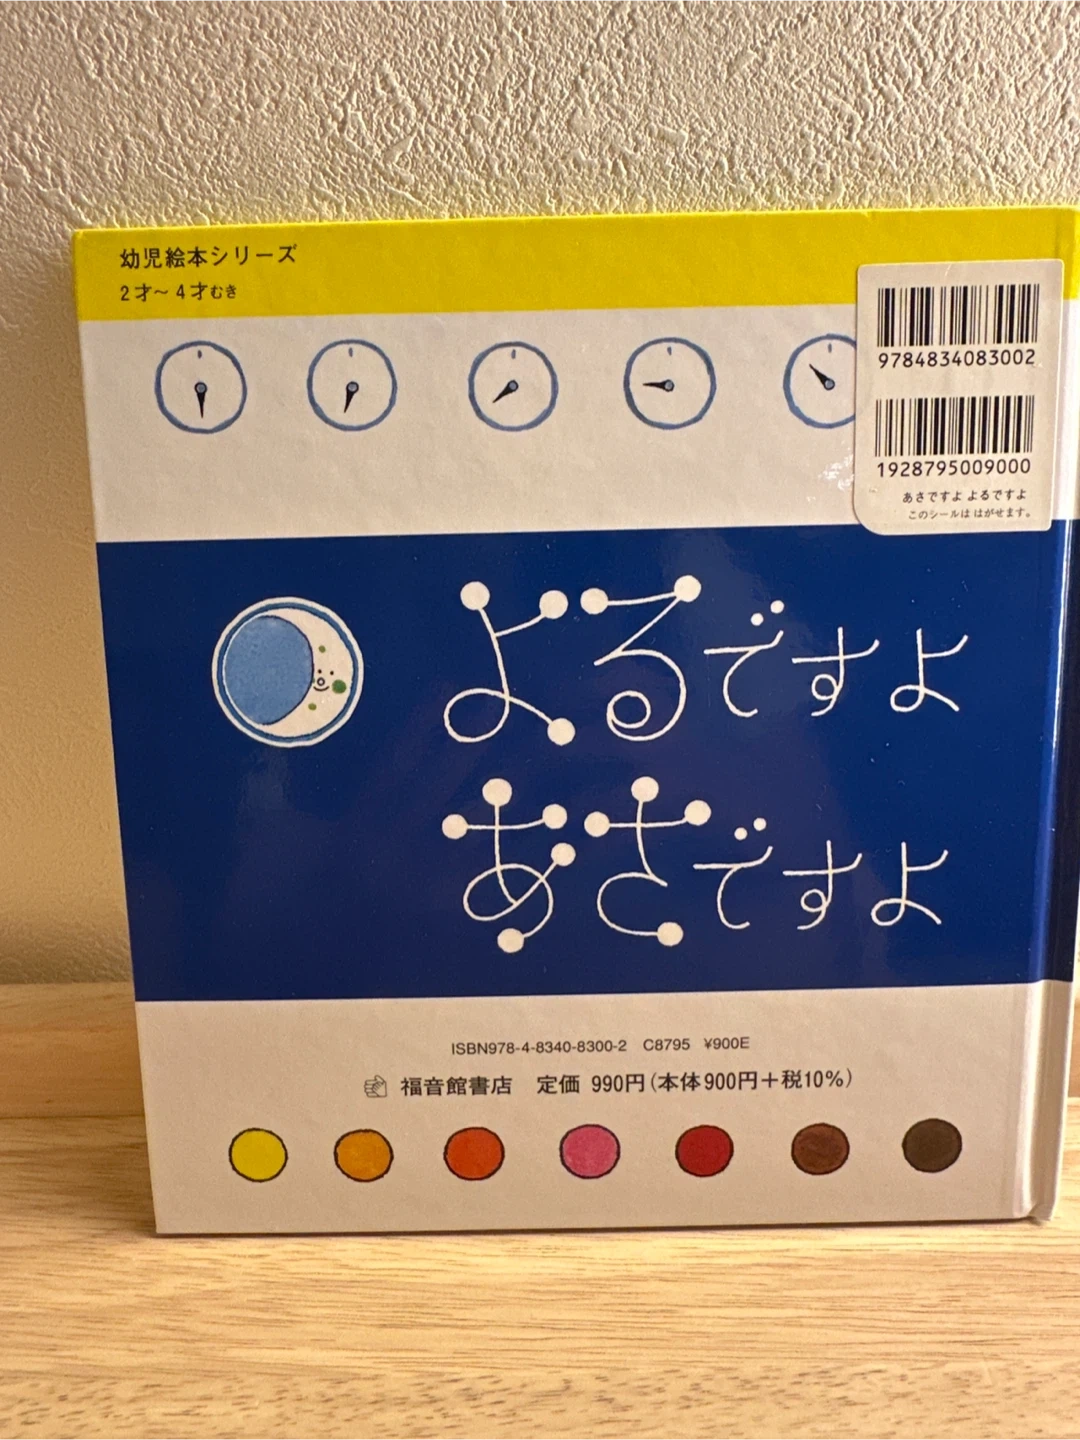 幼児絵本シリーズ
2才〜4才むき
9784834083002
1928795009000
あさですよ よるですよ
このシールは はがせます。
よるですよ
あさですよ
ISBN978-4-8340-8300-2 C8795 ¥900E
福音館書店 定価 990円(本体900円+税10%)